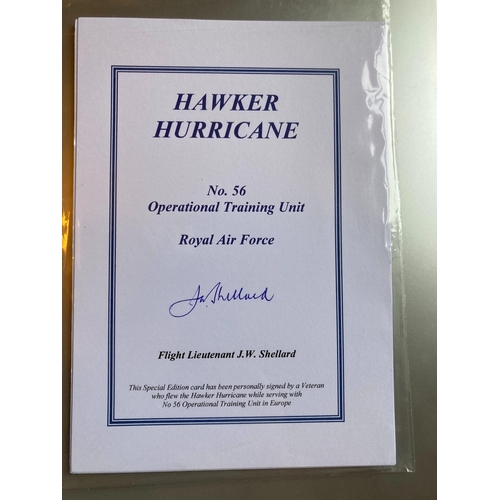 HAWKER
HURRICANE
No. 56
Operational Training Unit
Royal Air Force
J.W. Shellard
Flight Lieutenant J.W. Shellard
This Special Edition card has been personally signed by a Veteran
who flew the Hawker Hurricane while serving with
No 56 Operational Training Unit in Europe